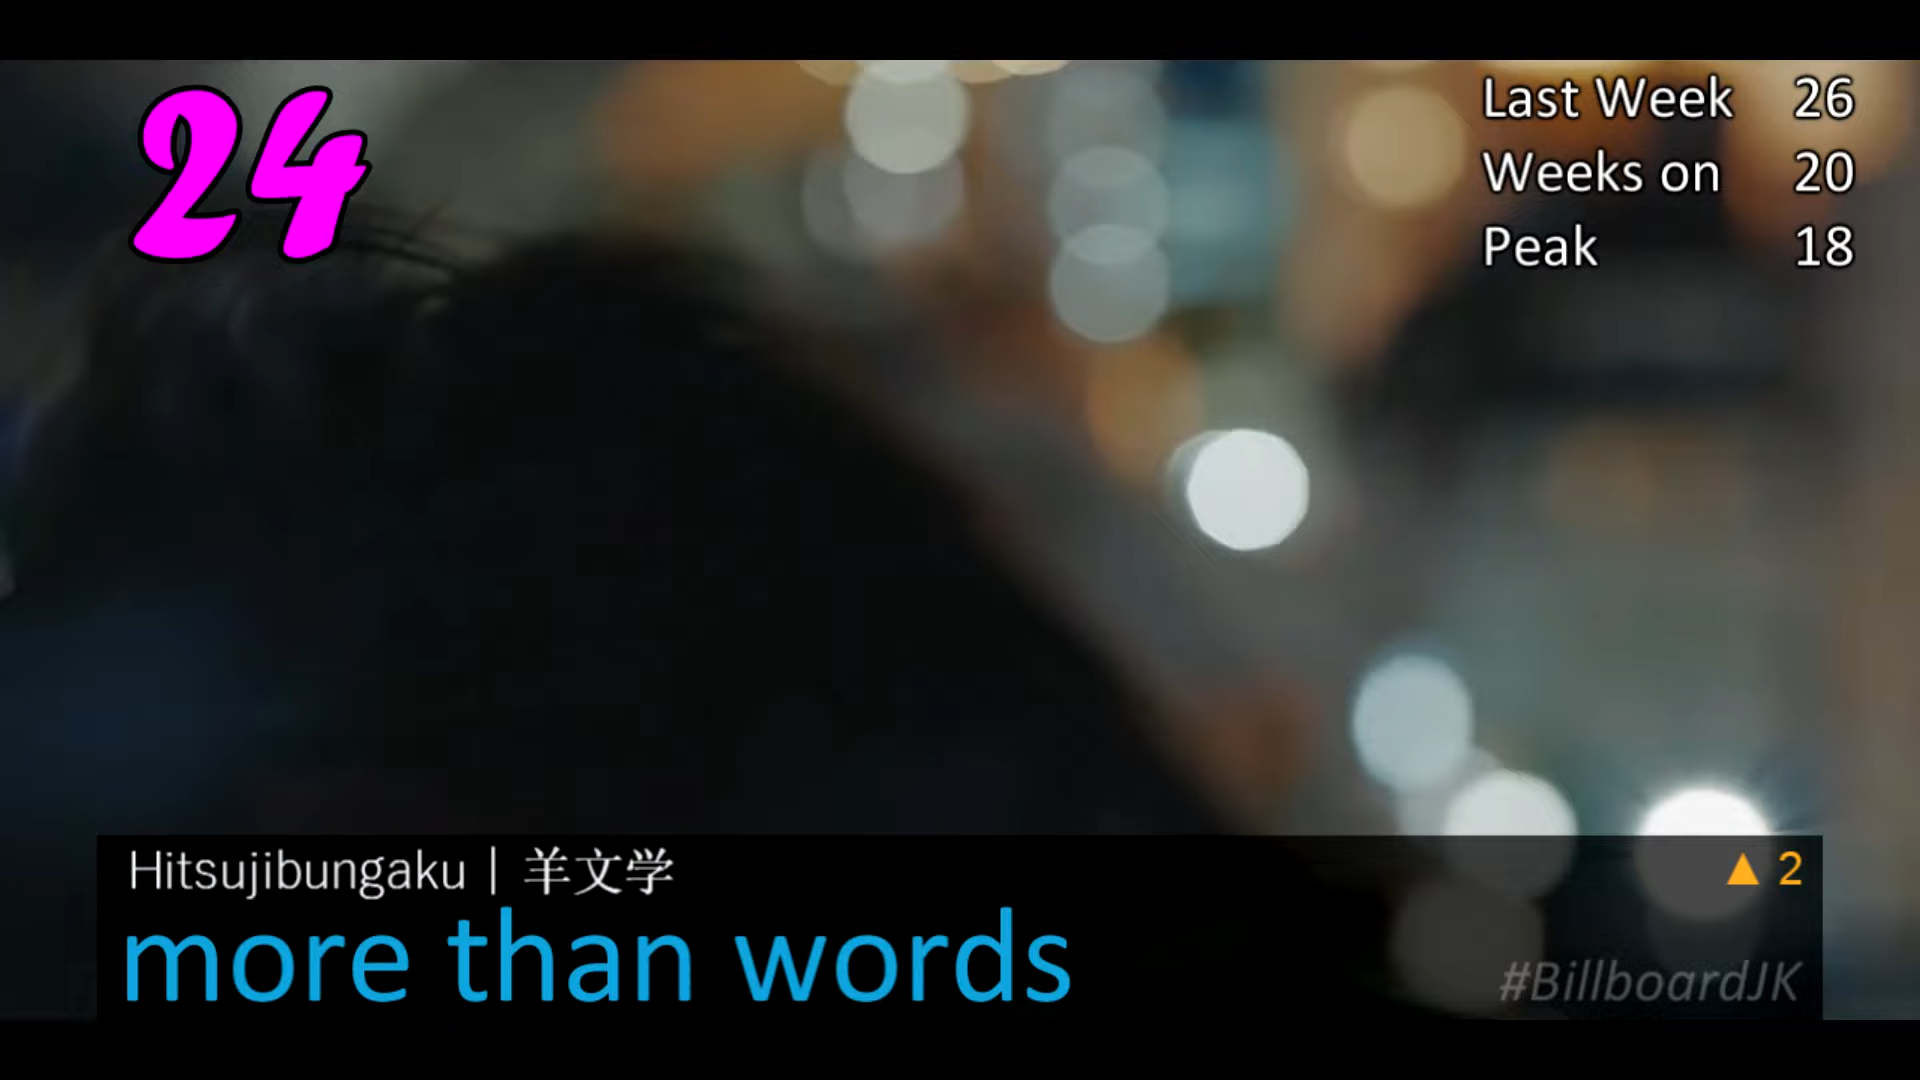 24
Last Week 26
Weeks on 20
Peak 18
Hitsujibungaku | 羊文学
▲ 2
more than words
#BillboardJK